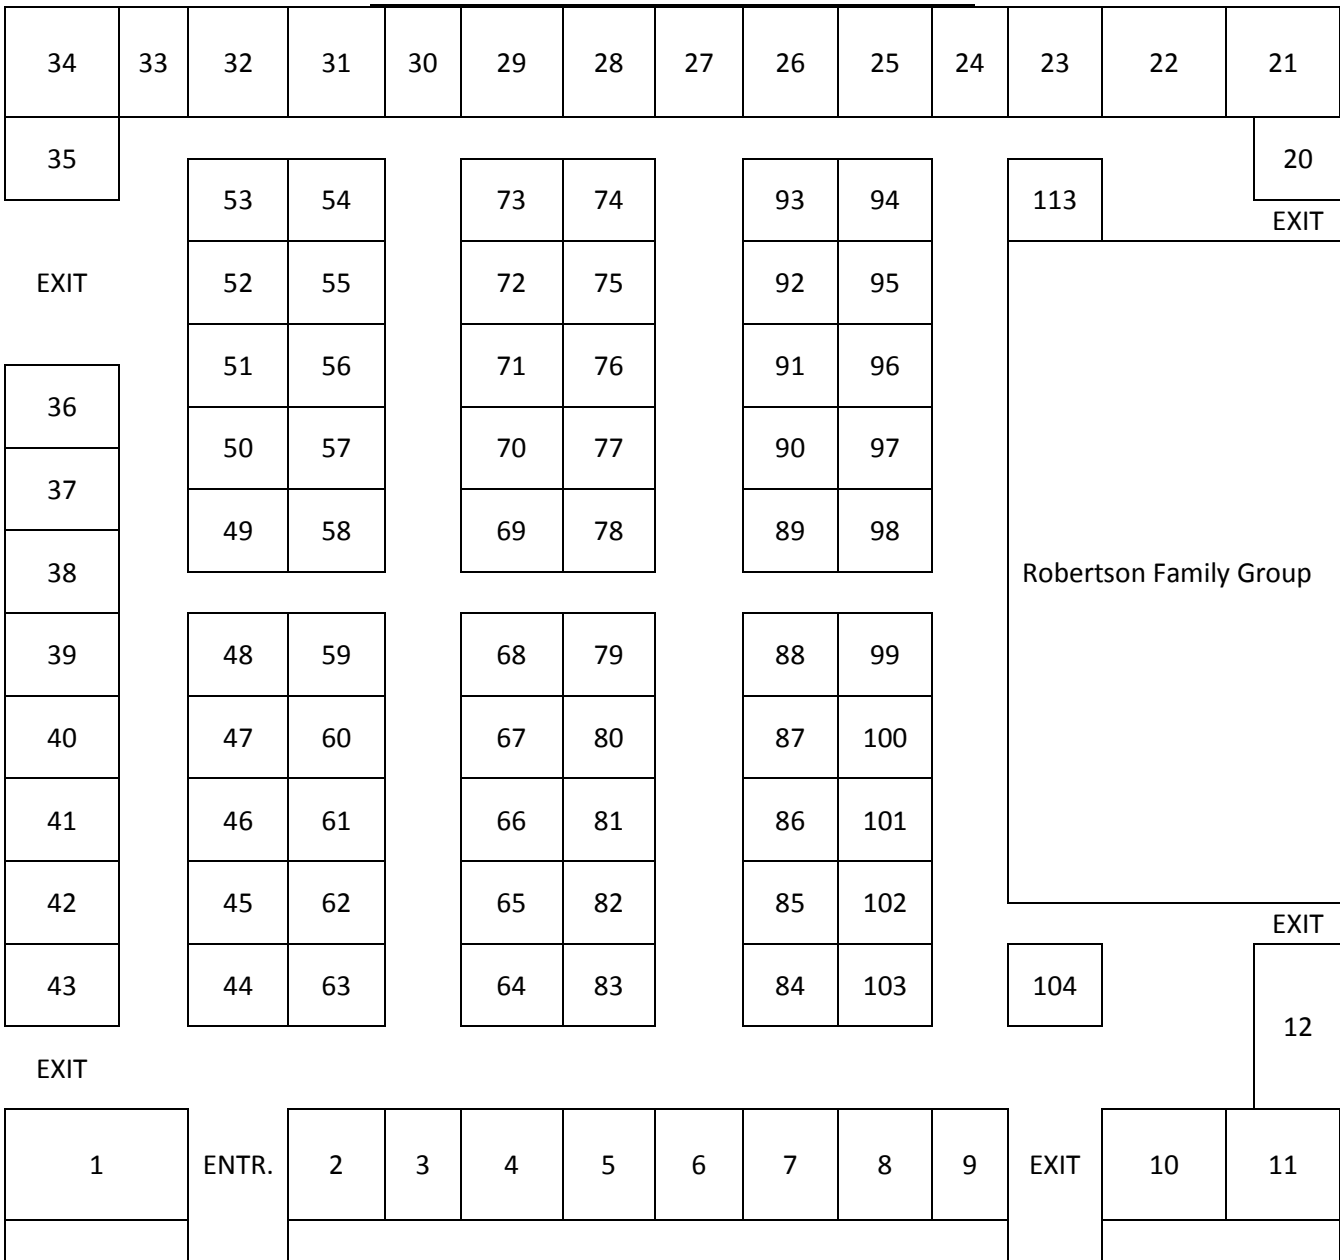 34 33 32 31 30 29 28 27 26 25 24 23 22 21
35 20
53 54 73 74 93 94 113
EXIT
EXIT 52 55 72 75 92 95
51 56 71 76 91 96
36
50 57 70 77 90 97
37
49 58 69 78 89 98
38 Robertson Family Group
39 48 59 68 79 88 99
40 47 60 67 80 87 100
41 46 61 66 81 86 101
42 45 62 65 82 85 102
EXIT
43 44 63 64 83 84 103 104
12
EXIT
1 ENTR. 2 3 4 5 6 7 8 9 EXIT 10 11